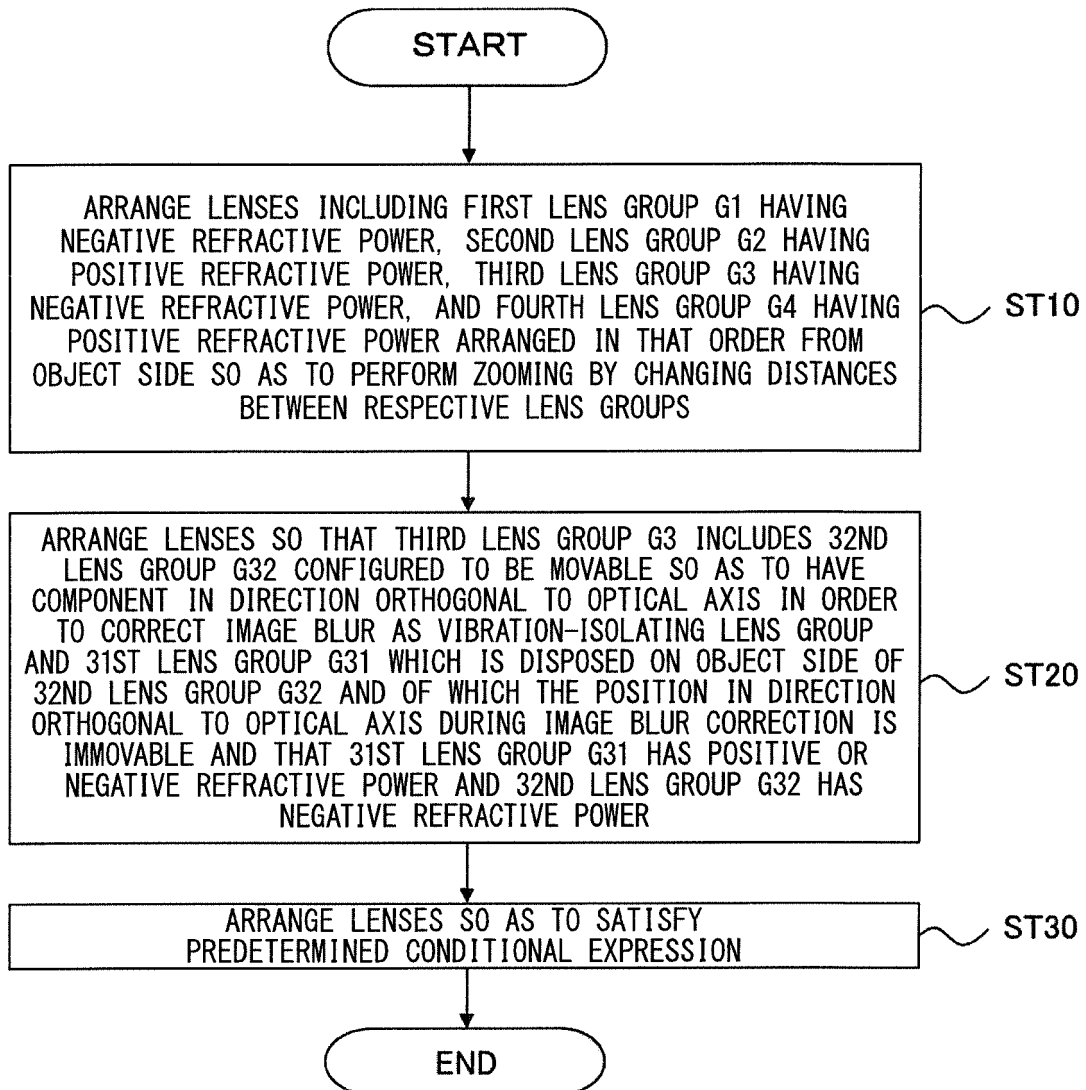 START
ARRANGE LENSES INCLUDING FIRST LENS GROUP G1 HAVING
NEGATIVE REFRACTIVE POWER, SECOND LENS GROUP G2 HAVING
POSITIVE REFRACTIVE POWER, THIRD LENS GROUP G3 HAVING
NEGATIVE REFRACTIVE POWER, AND FOURTH LENS GROUP G4 HAVING
POSITIVE REFRACTIVE POWER ARRANGED IN THAT ORDER FROM
OBJECT SIDE SO AS TO PERFORM ZOOMING BY CHANGING DISTANCES
BETWEEN RESPECTIVE LENS GROUPS
ST10
ARRANGE LENSES SO THAT THIRD LENS GROUP G3 INCLUDES 32ND
LENS GROUP G32 CONFIGURED TO BE MOVABLE SO AS TO HAVE
COMPONENT IN DIRECTION ORTHOGONAL TO OPTICAL AXIS IN ORDER
TO CORRECT IMAGE BLUR AS VIBRATION-ISOLATING LENS GROUP
AND 31ST LENS GROUP G31 WHICH IS DISPOSED ON OBJECT SIDE OF
32ND LENS GROUP G32 AND OF WHICH THE POSITION IN DIRECTION
ORTHOGONAL TO OPTICAL AXIS DURING IMAGE BLUR CORRECTION IS
IMMOVABLE AND THAT 31ST LENS GROUP G31 HAS POSITIVE OR
NEGATIVE REFRACTIVE POWER AND 32ND LENS GROUP G32 HAS
NEGATIVE REFRACTIVE POWER
ST20
ARRANGE LENSES SO AS TO SATISFY
PREDETERMINED CONDITIONAL EXPRESSION
ST30
END